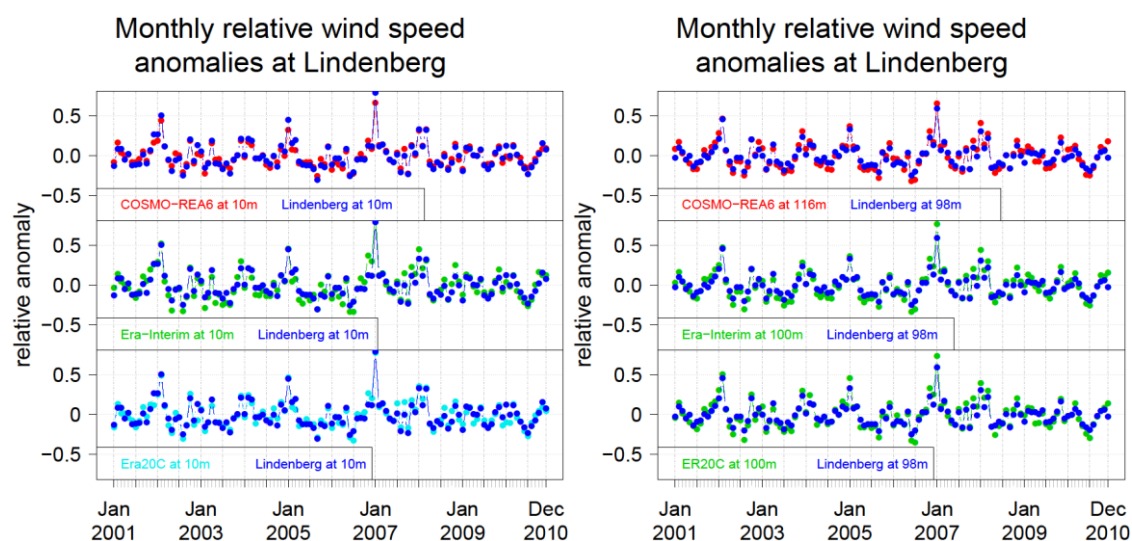 Monthly relative wind speed
anomalies at Lindenberg
relative anomaly
0.5
0.0
−0.5
COSMO−REA6 at 10m Lindenberg at 10m
0.5
0.0
−0.5
Era−Interim at 10m Lindenberg at 10m
0.5
0
−0.5
Era20C at 10m Lindenberg at 10m
Jan Jan Jan Jan Jan Dec
2001 2003 2005 2007 2009 2010
Monthly relative wind speed
anomalies at Lindenberg
relative anomaly
0.5
0.0
−0.5
COSMO−REA6 at 116m Lindenberg at 98m
0.5
0.0
−0.5
Era−Interim at 100m Lindenberg at 98m
0.5
0
−0.5
ER20C at 100m Lindenberg at 98m
Jan Jan Jan Jan Jan Dec
2001 2003 2005 2007 2009 2010